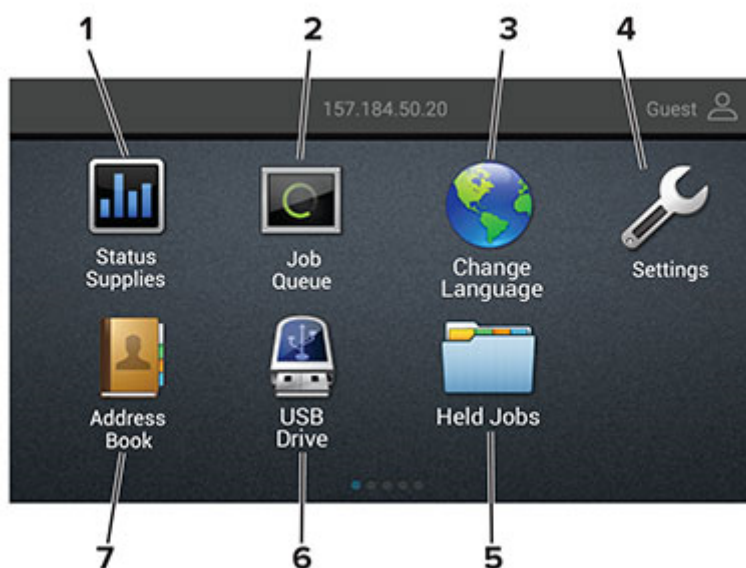 1 2 3 4
157.184.50.20 Guest
Status
Supplies
Job
Queue
Change
Language
Settings
Address
Book
USB
Drive
Held Jobs
7 6 5